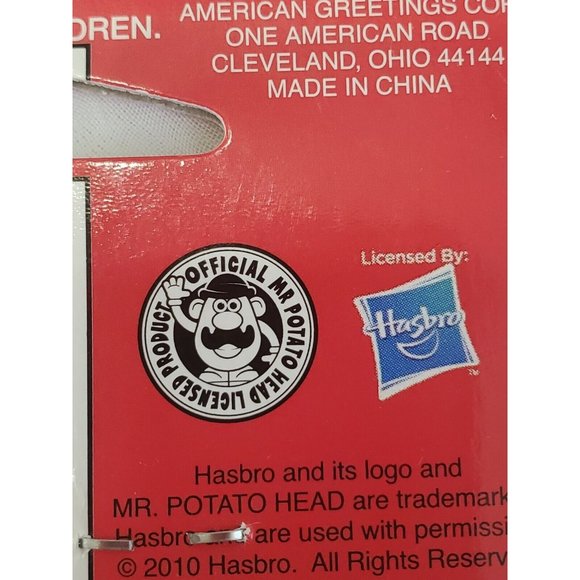 DREN.
AMERICAN GREETINGS COR
ONE AMERICAN ROAD
CLEVELAND, OHIO 44144
MADE IN CHINA
OFFICIAL MR POTATO HEAD LICENSED PRODUCT
Licensed By:
Hasbro
TM
Hasbro and its logo and
MR. POTATO HEAD are trademark
Hasbro are used with permissi
© 2010 Hasbro. All Rights Reserv